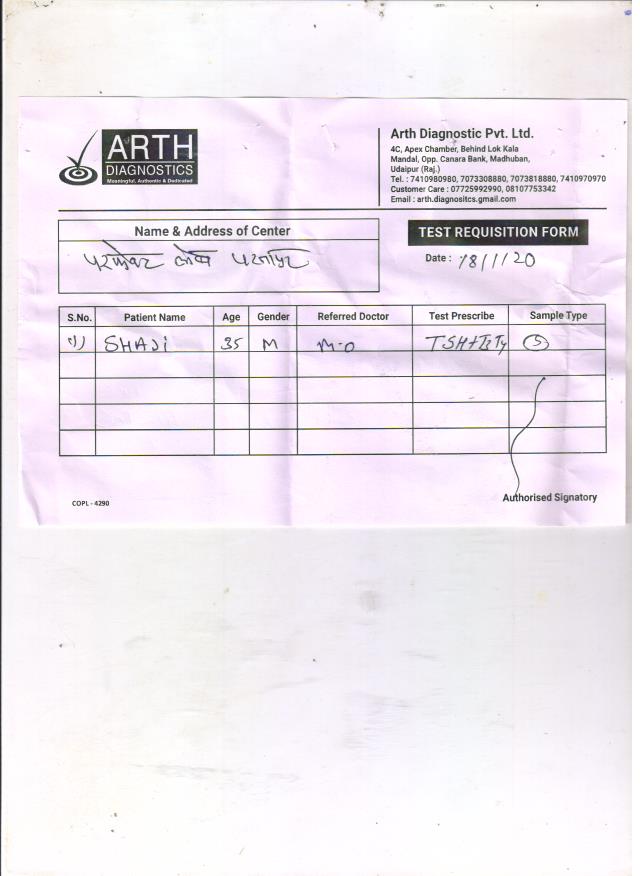 ARTH
DIAGNOSTICS
Meaningful, Authentic & Dedicated
Arth Diagnostic Pvt. Ltd.
4C, Apex Chamber, Behind Lok Kala
Mandal, Opp. Canara Bank, Madhuban,
Udaipur (Raj.)
Tel. : 7410980980, 7073308880, 7073818880, 7410970970
Customer Care : 07725992990, 08107753342
Email : arth.diagnositcs.gmail.com
Name & Address of Center
TEST REQUISITION FORM
Date : 18/1/20
S.No. Patient Name Age Gender Referred Doctor Test Prescribe Sample Type
1) SHAJi 35 M M-O TSH+T3T4 S
Authorised Signatory
COPL - 4290